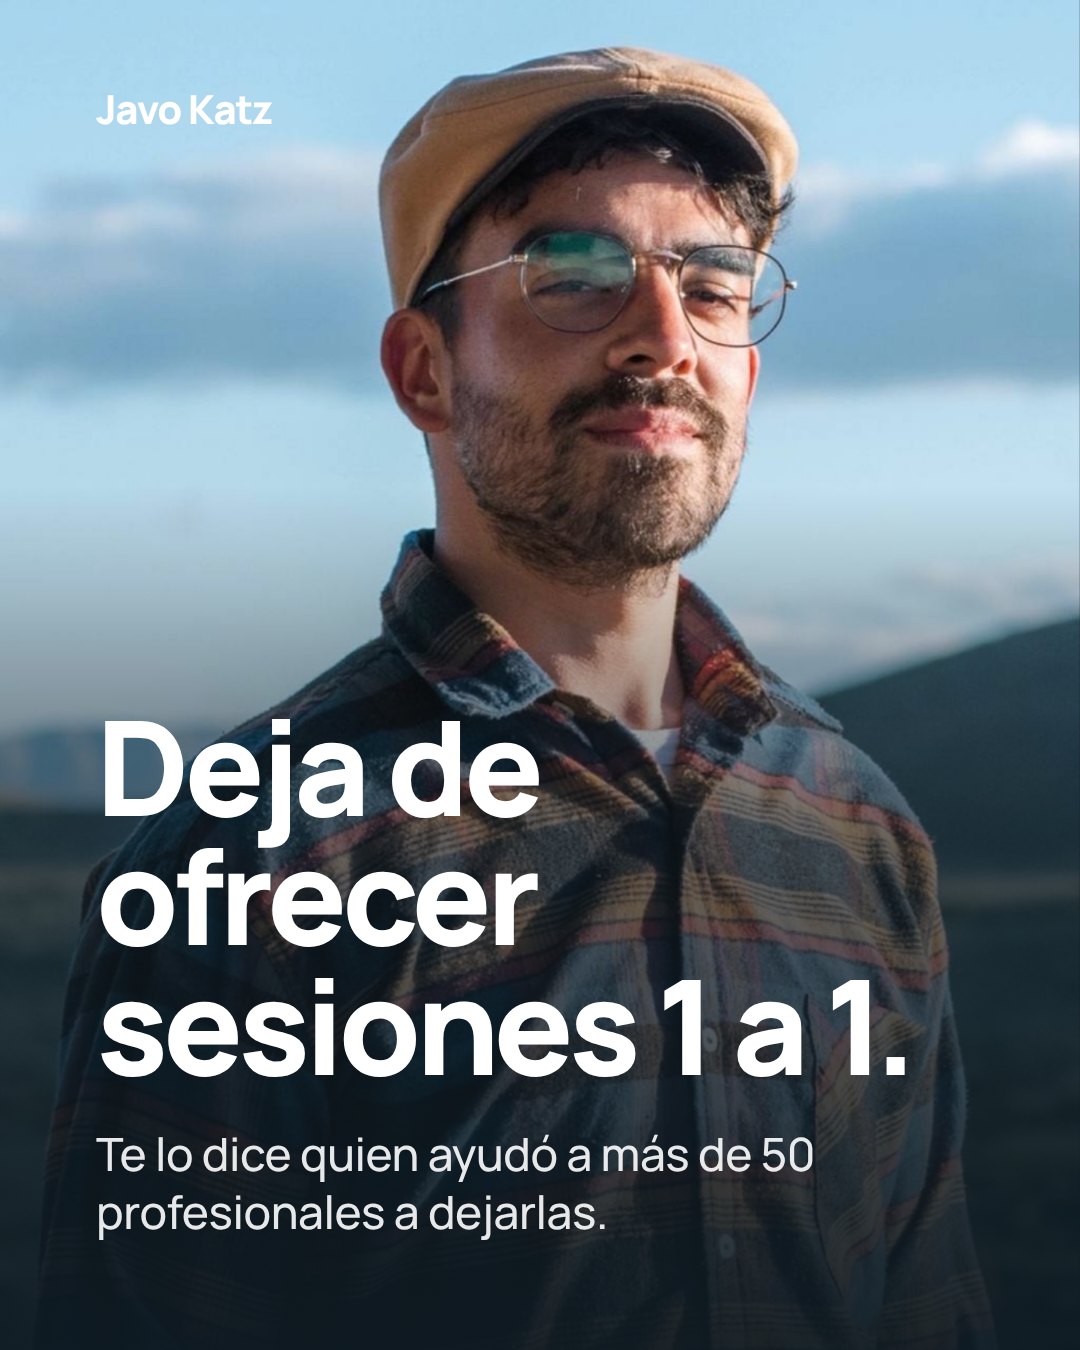 Javo Katz
Deja de
ofrecer
sesiones 1 a 1.
Te lo dice quien ayudó a más de 50
profesionales a dejarlas.